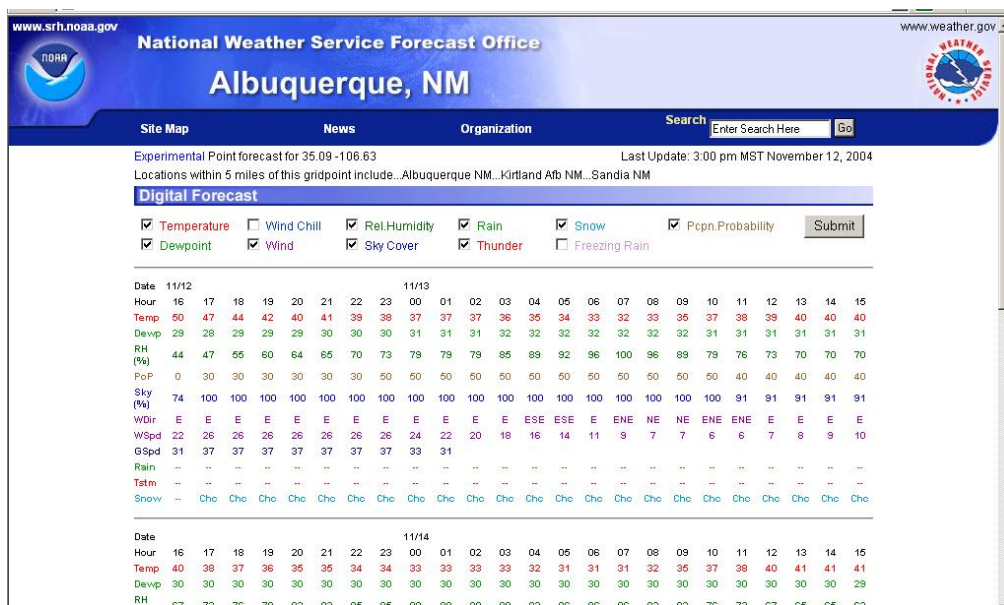 www.srh.noaa.gov
www.weather.gov
NOAA
National Weather Service Forecast Office
Albuquerque, NM
Site Map News Organization Search Enter Search Here Go
Experimental Point forecast for 35.09 -106.63 Last Update: 3:00 pm MST November 12, 2004
Locations within 5 miles of this gridpoint include...Albuquerque NM...Kirtland Afb NM...Sandia NM
Digital Forecast
Temperature Wind Chill Rel.Humidity Rain Snow Pcpn.Probability Submit
Dewpoint Wind Sky Cover Thunder Freezing Rain
Date 11/12 11/13
Hour 16 17 18 19 20 21 22 23 00 01 02 03 04 05 06 07 08 09 10 11 12 13 14 15
Temp 50 47 44 42 40 41 39 38 37 37 37 36 35 34 33 32 33 35 37 38 39 40 40 40
Dewp 29 28 29 29 29 30 30 30 31 31 31 32 32 32 32 32 32 32 31 31 31 31 31 31
RH
(%) 44 47 55 60 64 65 70 73 79 79 79 85 89 92 96 100 96 89 79 76 73 70 70 70
PoP 0 30 30 30 30 30 30 50 50 50 50 50 50 50 50 50 50 50 50 40 40 40 40 40
Sky
(%) 74 100 100 100 100 100 100 100 100 100 100 100 100 100 100 100 100 100 100 91 91 91 91 91
WDir E E E E E E E E E E E E ESE ESE E ENE NE NE ENE ENE E E E E
WSpd 22 26 26 26 26 26 26 26 24 22 20 18 16 14 11 9 7 7 6 6 7 8 9 10
GSpd 31 37 37 37 37 37 37 37 33 31
Rain -- -- -- -- -- -- -- -- -- -- -- -- -- -- -- -- -- -- -- -- -- -- -- --
Tstm -- -- -- -- -- -- -- -- -- -- -- -- -- -- -- -- -- -- -- -- -- -- -- --
Snow -- Chc Chc Chc Chc Chc Chc Chc Chc Chc Chc Chc Chc Chc Chc Chc Chc Chc Chc Chc Chc Chc Chc Chc
Date 11/14
Hour 16 17 18 19 20 21 22 23 00 01 02 03 04 05 06 07 08 09 10 11 12 13 14 15
Temp 40 38 37 36 35 35 34 34 33 33 33 33 32 31 31 31 32 35 37 38 40 41 41 41
Dewp 30 30 30 30 30 30 30 30 30 30 30 30 30 30 30 30 30 30 30 30 30 30 30 29
RH